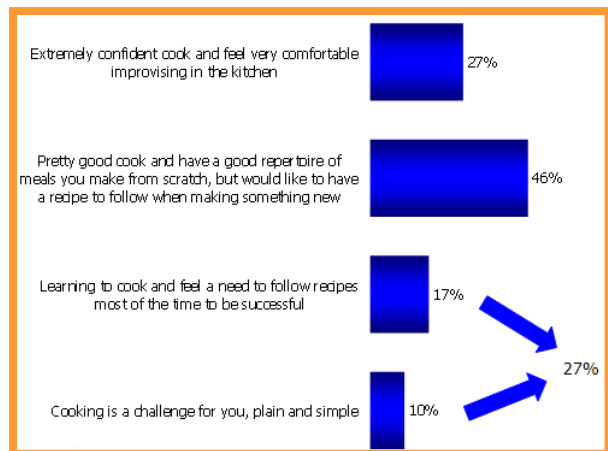 Extremely confident cook and feel very comfortable
improvising in the kitchen
27%
Pretty good cook and have a good repertoire of
meals you make from scratch, but would like to have
a recipe to follow when making something new
46%
Learning to cook and feel a need to follow recipes
most of the time to be successful
17%
27%
Cooking is a challenge for you, plain and simple
10%